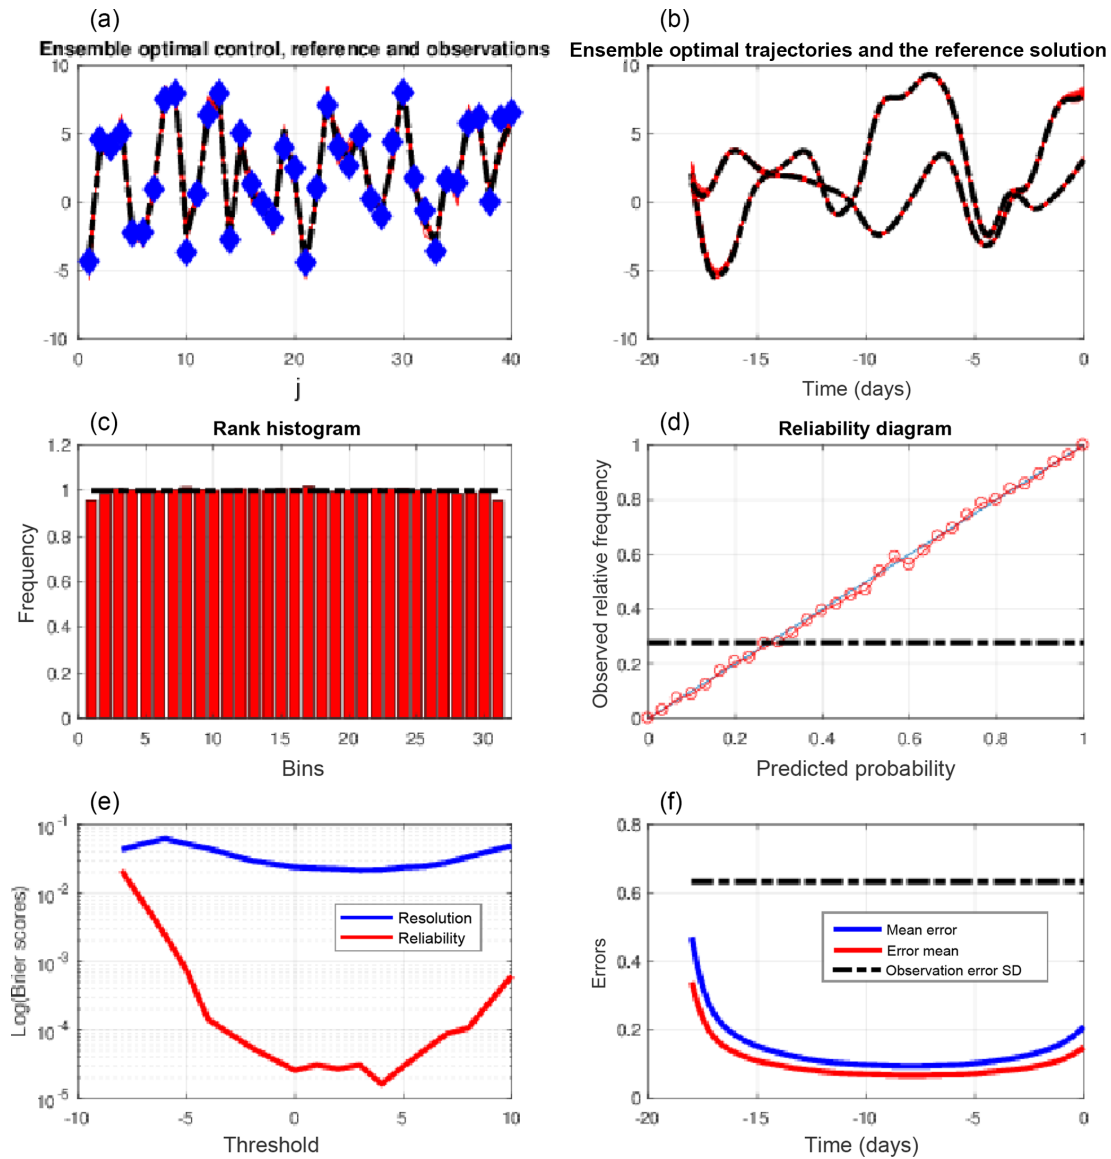 (a)
Ensemble optimal control, reference and observations
10
5
0
-5
-10
0 10 20 30 40
j
(b)
Ensemble optimal trajectories and the reference solution
10
5
0
-5
-10
-20 -15 -10 -5 0
Time (days)
(c)
Rank histogram
1.2
1
0.8
0.6
0.4
0.2
0
Frequency
0 5 10 15 20 25 30
Bins
(d)
Reliability diagram
1
0.8
0.6
0.4
0.2
0
Observed relative frequency
0 0.2 0.4 0.6 0.8 1
Predicted probability
(e)
10-1
10-2
10-3
10-4
10-5
Log(Brier scores)
Resolution
Reliability
-10 -5 0 5 10
Threshold
(f)
0.8
0.6
0.4
0.2
0
Errors
Mean error
Error mean
Observation error SD
-20 -15 -10 -5 0
Time (days)